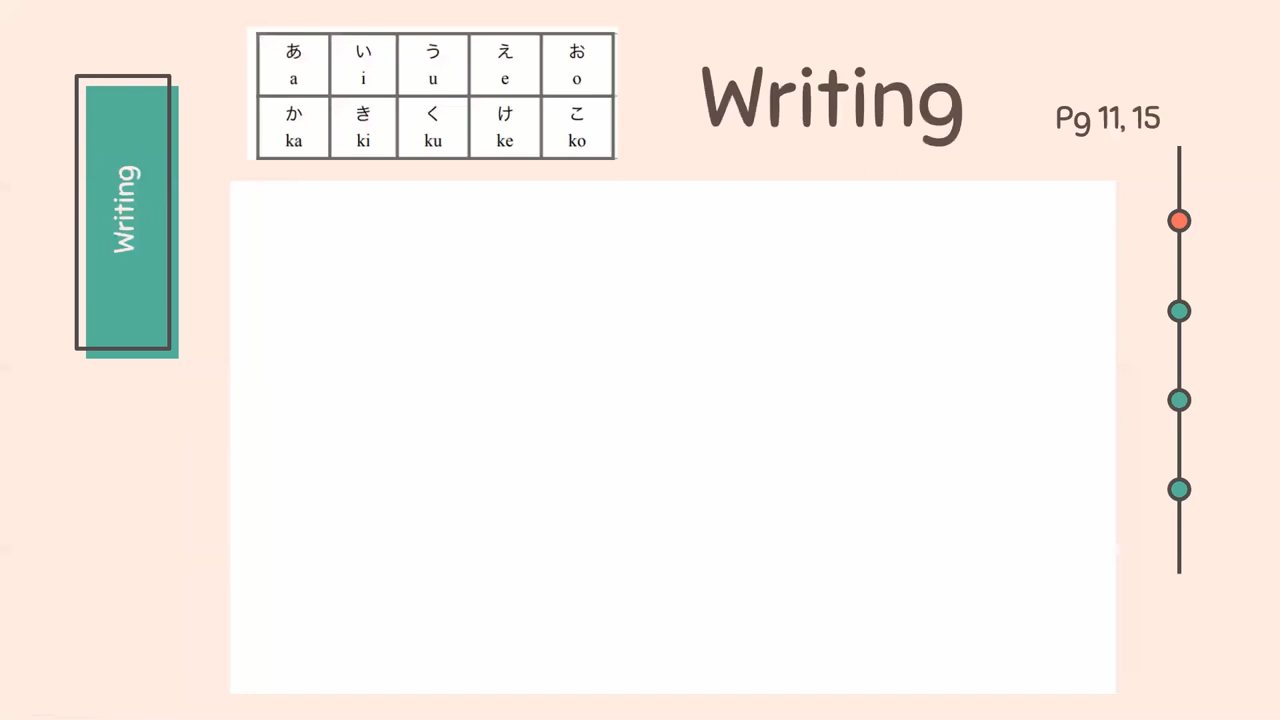 あ い う え お
a i u e o
か き く け こ
ka ki ku ke ko
Writing
Pg 11, 15
Writing